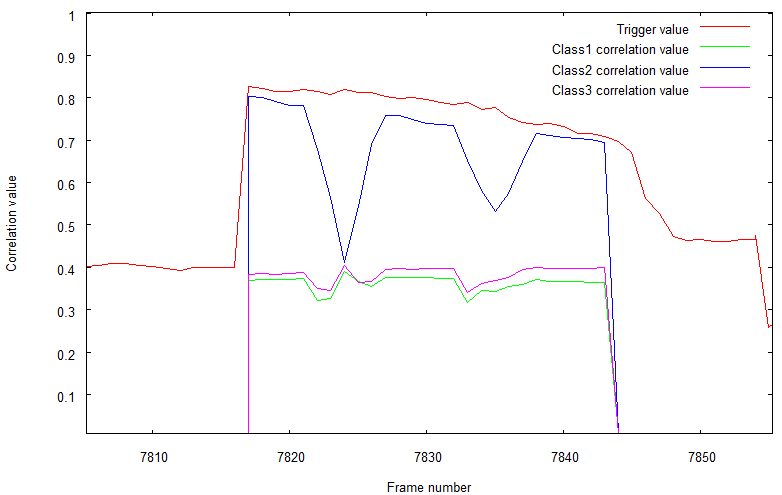 1
0.9
0.8
0.7
0.6
0.5
0.4
0.3
0.2
0.1
Trigger value
Class1 correlation value
Class2 correlation value
Class3 correlation value
Correlation value
7810 7820 7830 7840 7850
Frame number